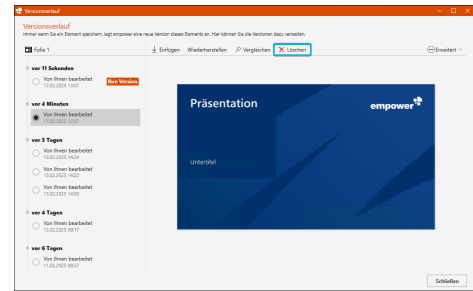 Versionsverlauf
Versionsverlauf
Immer wenn Sie ein Element speichern, legt empower eine neue Version dieses Elements an. Hier können Sie die Versionen dazu verwalten.
Folie 1
Einfügen Wiederherstellen Vergleichen Löschen Erweitert
vor 11 Sekunden
Von Ihnen bearbeitet
17.02.2025 13:01
Ihre Version
vor 4 Minuten
Von Ihnen bearbeitet
17.02.2025 12:57
vor 3 Tagen
Von Ihnen bearbeitet
13.02.2025 14:24
Von Ihnen bearbeitet
13.02.2025 14:22
Von Ihnen bearbeitet
13.02.2025 14:00
vor 4 Tagen
Von Ihnen bearbeitet
13.02.2025 09:17
vor 6 Tagen
Von Ihnen bearbeitet
11.02.2025 08:57
Präsentation
empower
Untertitel
Schließen